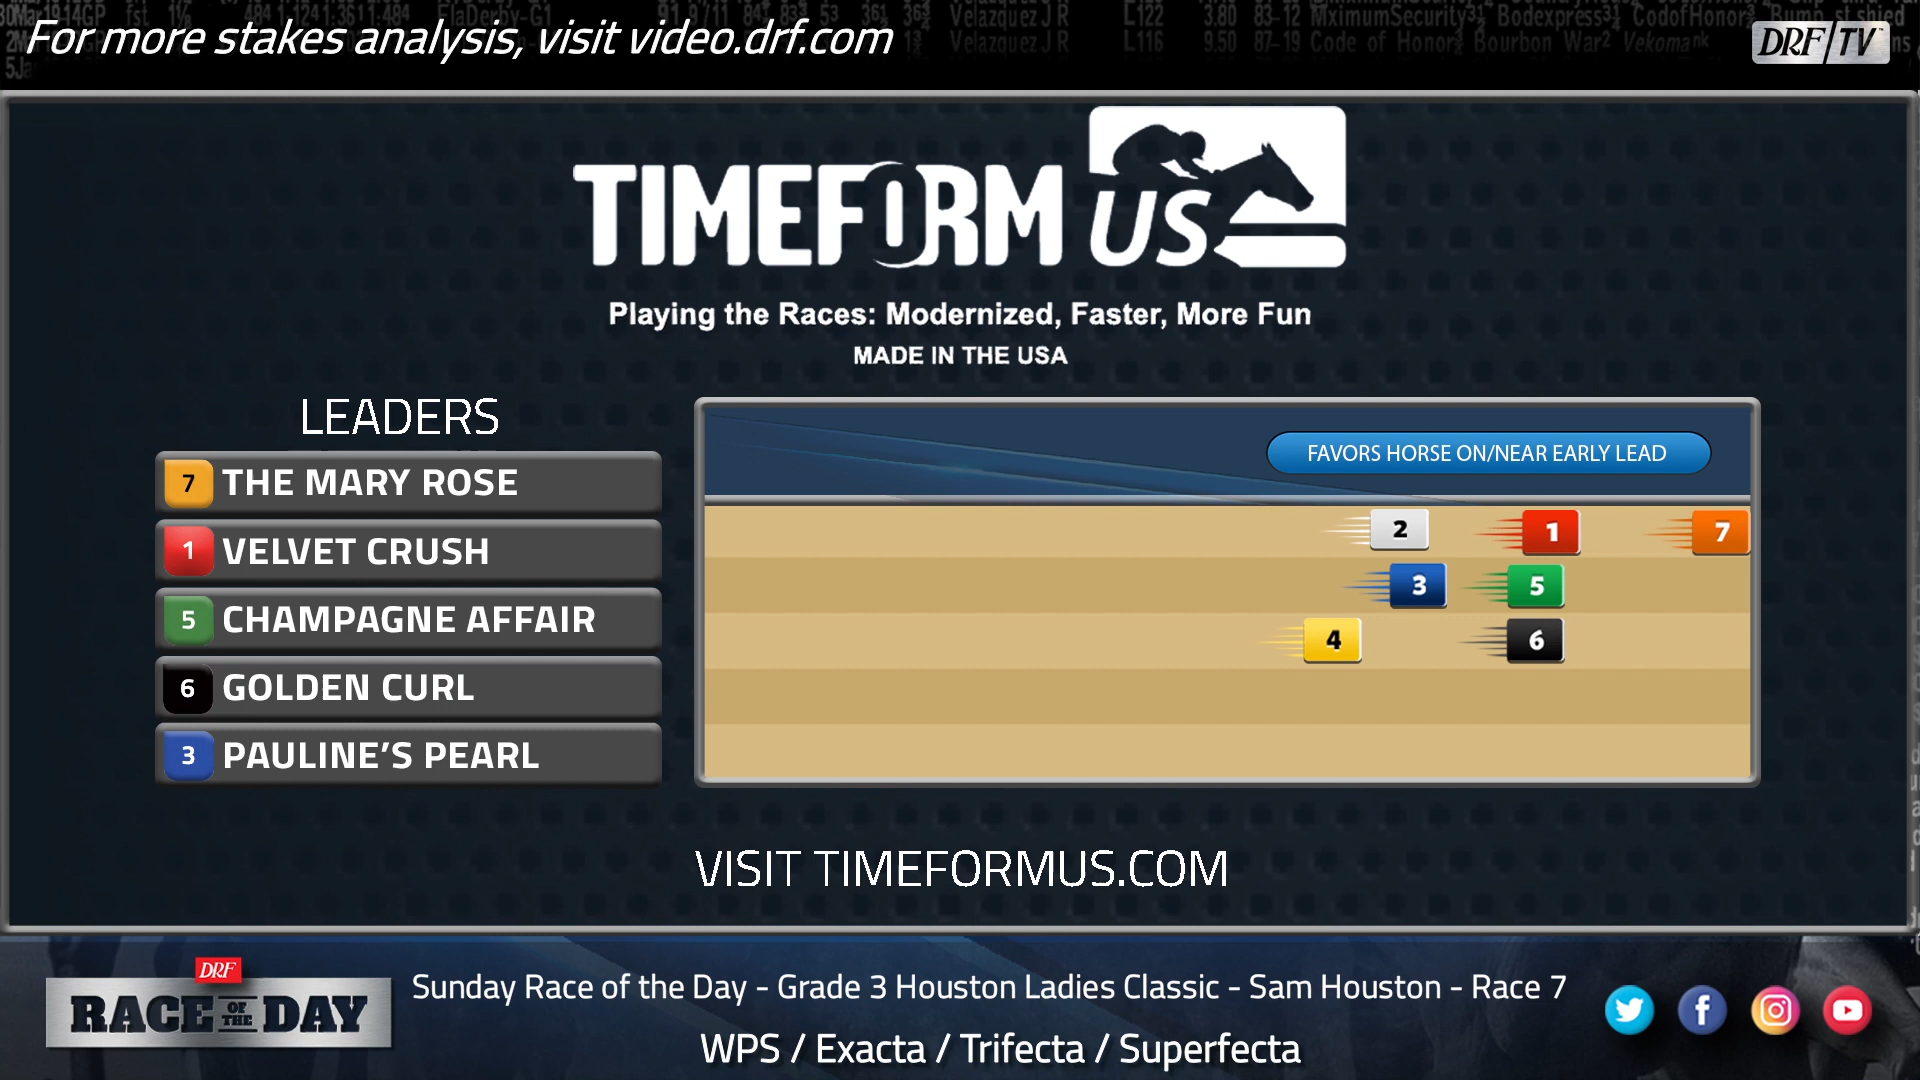 For more stakes analysis, visit video.drf.com
DRF TV
TIMEFORM US
Playing the Races: Modernized, Faster, More Fun
MADE IN THE USA
LEADERS
7 THE MARY ROSE
1 VELVET CRUSH
5 CHAMPAGNE AFFAIR
6 GOLDEN CURL
3 PAULINE’S PEARL
FAVORS HORSE ON/NEAR EARLY LEAD
2 1 7
3 5
4 6
VISIT TIMEFORMUS.COM
DRF
RACE OF THE DAY
Sunday Race of the Day - Grade 3 Houston Ladies Classic - Sam Houston - Race 7
WPS / Exacta / Trifecta / Superfecta